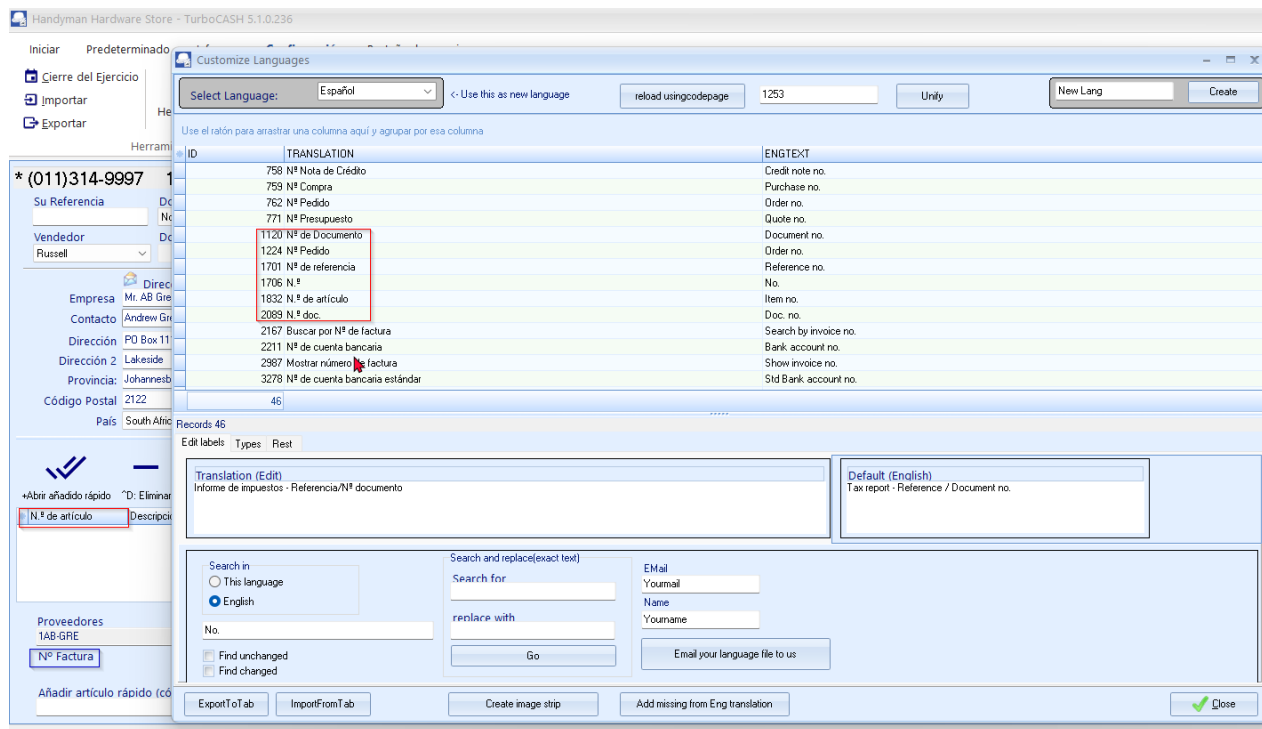 Handyman Hardware Store - TurboCASH 5.1.0.236
Iniciar Predeterminado
Cierre del Ejercicio
Importar
Exportar
* (011)314-9997
Su Referencia
Vendedor
Russell
Empresa Mr. AB Gre
Contacto Andrew Gre
Dirección PO Box 11
Dirección 2 Lakeside
Provincia: Johannesb
Código Postal 2122
País South Afric
+Abrir añadido rápido ^D: Eliminar
N.º de artículo Descripci
Proveedores
1AB-GRE
Nº Factura
Añadir artículo rápido (có
Customize Languages
Select Language: Español <- Use this as new language reload usingcodepage 1253 Unify New Lang Create
Use el ratón para arrastrar una columna aquí y agrupar por esa columna
ID TRANSLATION ENGTEXT
758 Nº Nota de Crédito Credit note no.
759 Nº Compra Purchase no.
762 Nº Pedido Order no.
771 Nº Presupuesto Quote no.
1120 Nº de Documento Document no.
1224 Nº Pedido Order no.
1701 Nº de referencia Reference no.
1706 N.º No.
1832 N.º de artículo Item no.
2089 N.º doc. Doc. no.
2167 Buscar por Nº de factura Search by invoice no.
2211 Nº de cuenta bancaria Bank account no.
2987 Mostrar número de factura Show invoice no.
3278 Nº de cuenta bancaria estándar Std Bank account no.
46
Records 46
Edit labels Types Rest
Translation (Edit) Default (English)
Informe de impuestos - Referencia/Nº documento Tax report - Reference / Document no.
Search in
This language
English
No.
Find unchanged
Find changed
Search and replace(exact text)
Search for
replace with
Go
EMail
Yourmail
Name
Yourname
Email your language file to us
ExportToTab ImportFromTab Create image strip Add missing from Eng translation Close